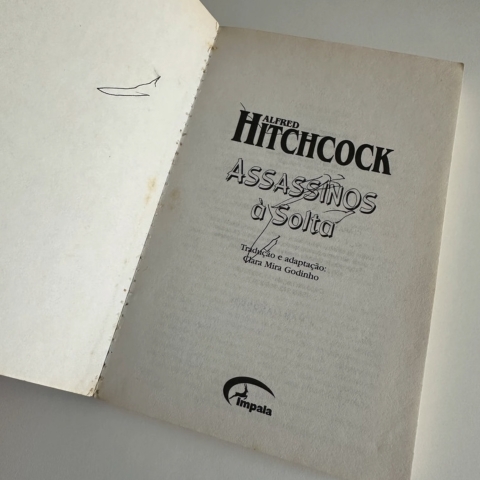 ALFRED
HITCHCOCK
ASSASSINOS
à Solta
Tradução e adaptação:
Clara Mira Godinho
Impala